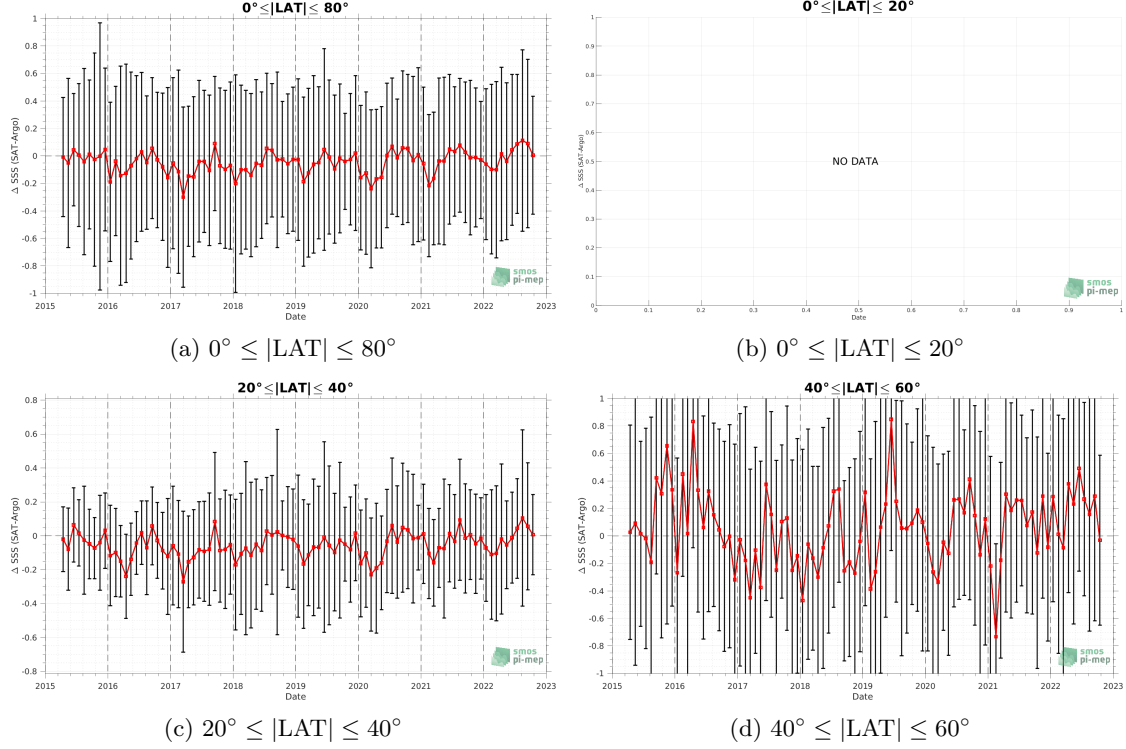 0°≤|LAT|≤ 80°
Δ SSS (SAT-Argo)
1
0.8
0.6
0.4
0.2
0
-0.2
-0.4
-0.6
-0.8
-1
2015 2016 2017 2018 2019 2020 2021 2022 2023
Date
smos
pi-mep
(a) 0° ≤ |LAT| ≤ 80°
0°≤|LAT|≤ 20°
Δ SSS (SAT-Argo)
1
0.9
0.8
0.7
0.6
0.5
0.4
0.3
0.2
0.1
0
NO DATA
0 0.1 0.2 0.3 0.4 0.5 0.6 0.7 0.8 0.9 1
Date
smos
pi-mep
(b) 0° ≤ |LAT| ≤ 20°
20°≤|LAT|≤ 40°
Δ SSS (SAT-Argo)
0.8
0.6
0.4
0.2
0
-0.2
-0.4
-0.6
-0.8
2015 2016 2017 2018 2019 2020 2021 2022 2023
Date
smos
pi-mep
(c) 20° ≤ |LAT| ≤ 40°
40°≤|LAT|≤ 60°
Δ SSS (SAT-Argo)
1
0.8
0.6
0.4
0.2
0
-0.2
-0.4
-0.6
-0.8
-1
2015 2016 2017 2018 2019 2020 2021 2022 2023
Date
smos
pi-mep
(d) 40° ≤ |LAT| ≤ 60°